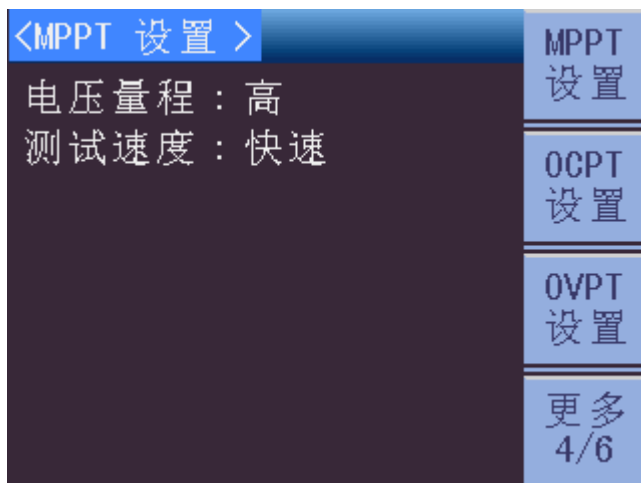 <MPPT 设置 >
电压量程：高
测试速度：快速
MPPT
设置
OCPT
设置
OVPT
设置
更多
4/6